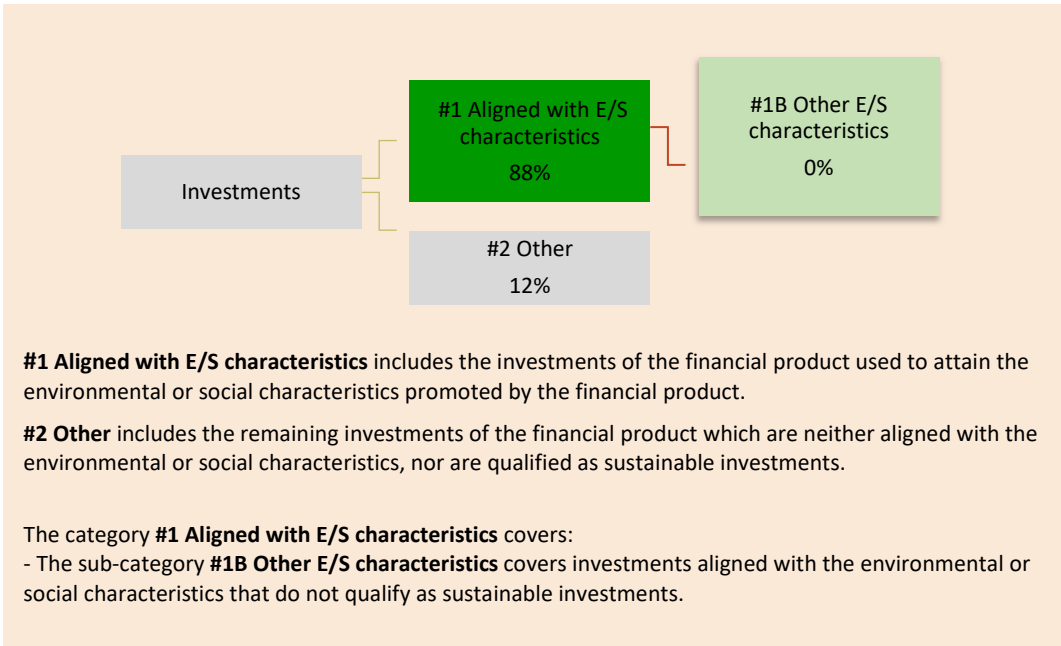 #1 Aligned with E/S
characteristics
88%
#1B Other E/S
characteristics
0%
Investments
#2 Other
12%
#1 Aligned with E/S characteristics includes the investments of the financial product used to attain the
environmental or social characteristics promoted by the financial product.
#2 Other includes the remaining investments of the financial product which are neither aligned with the
environmental or social characteristics, nor are qualified as sustainable investments.
The category #1 Aligned with E/S characteristics covers:
- The sub-category #1B Other E/S characteristics covers investments aligned with the environmental or
social characteristics that do not qualify as sustainable investments.